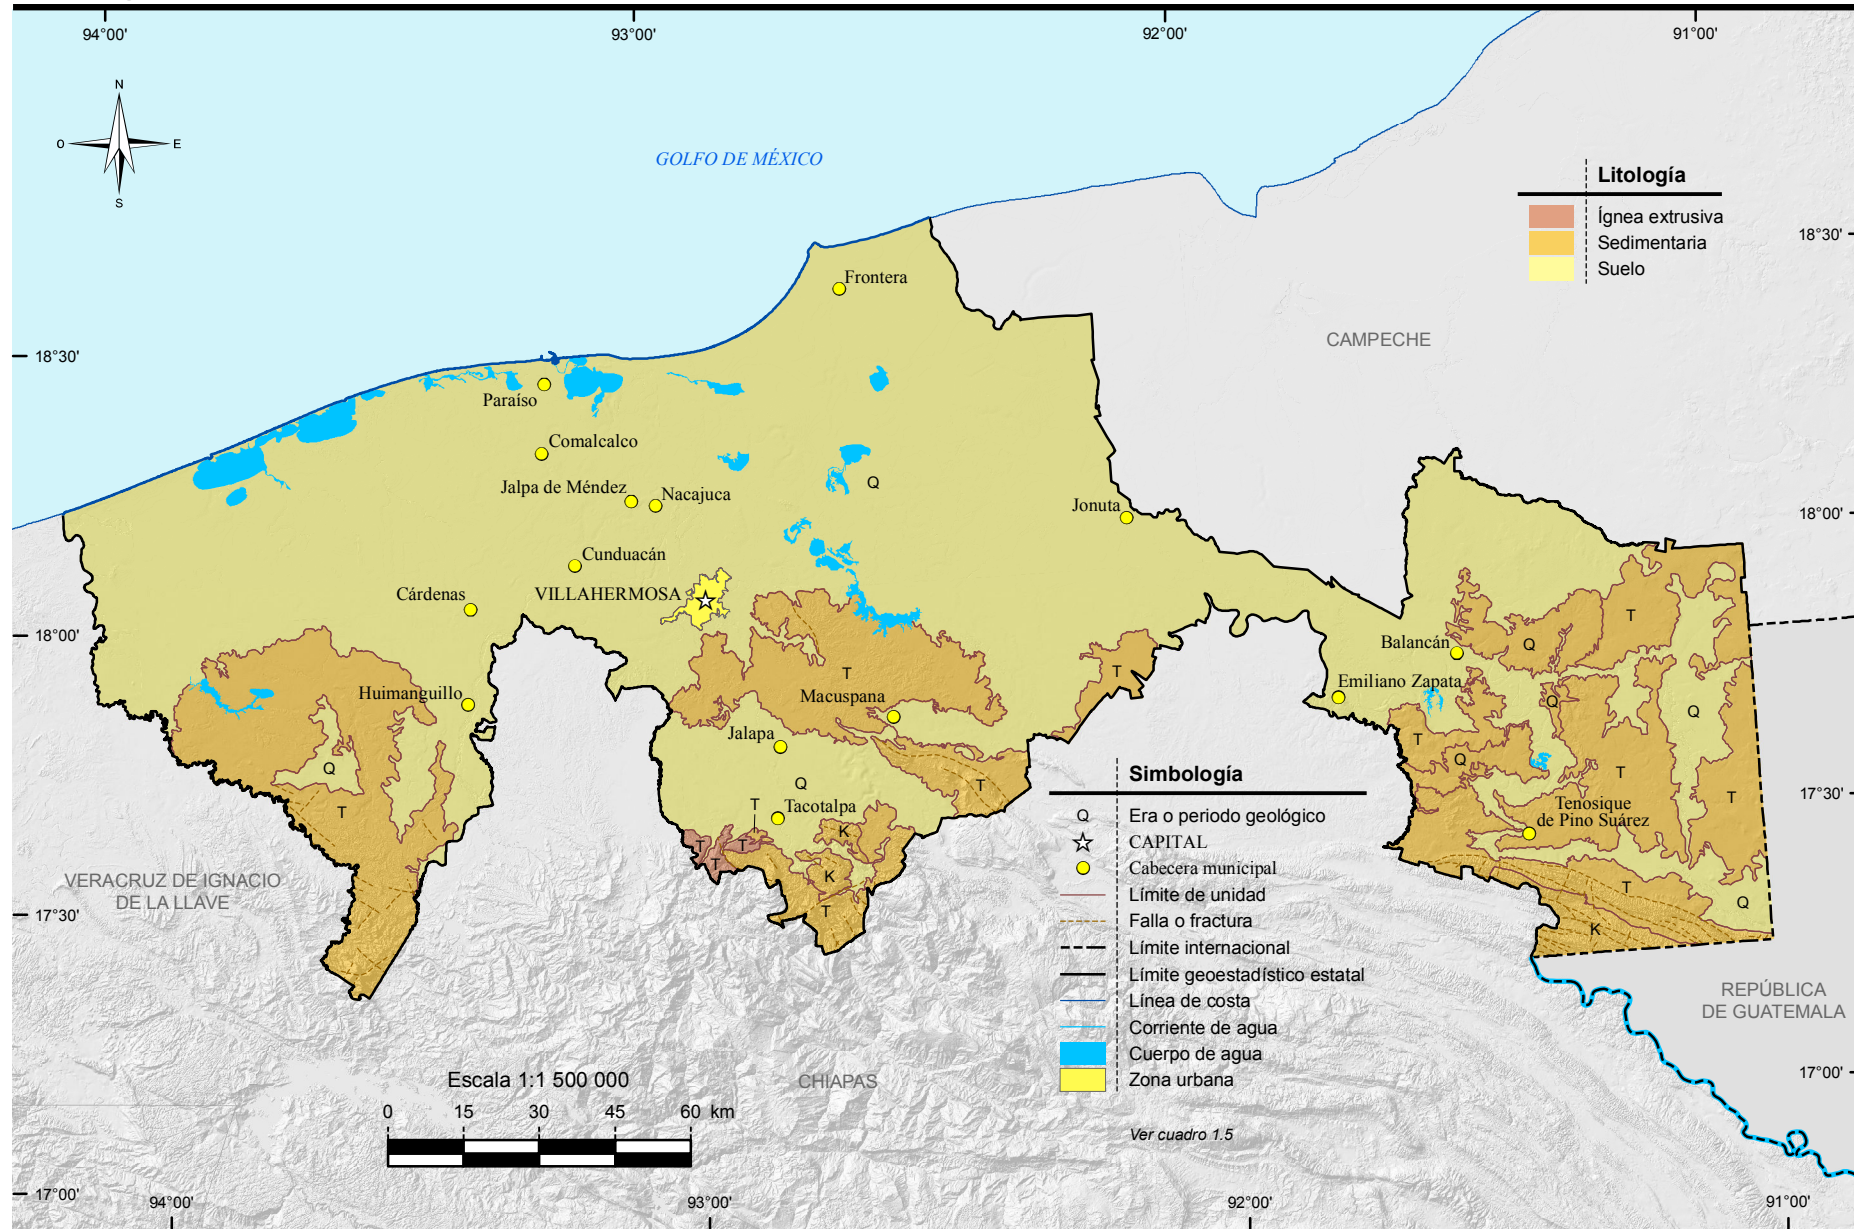 94°00'
93°00'
92°00'
91°00'
N
O
E
S
GOLFO DE MÉXICO
Litología
Ígnea extrusiva
Sedimentaria
Suelo
18°30'
Frontera
CAMPECHE
18°30'
Paraíso
Comalcalco
Jalpa de Méndez
Nacajuca
Q
Jonuta
18°00'
Cunduacán
VILLAHERMOSA
Cárdenas
18°00'
T
T
T
T
Q
T
Balancán
Huimanguillo
Macuspana
Emiliano Zapata
Q
Q
Jalapa
T
Q
Q
Q
T
T
T
17°30'
T
T
Tacotalpa
K
Tenosique
de Pino Suárez
T
T
T
K
T
T
Q
K
VERACRUZ DE IGNACIO
DE LA LLAVE
17°30'
Simbología
Q Era o periodo geológico
CAPITAL
Cabecera municipal
Límite de unidad
Falla o fractura
Límite internacional
Límite geoestadístico estatal
Línea de costa
Corriente de agua
Cuerpo de agua
Zona urbana
Ver cuadro 1.5
REPÚBLICA
DE GUATEMALA
CHIAPAS
17°00'
Escala 1:1 500 000
0 15 30 45 60 km
17°00'
94°00'
93°00'
92°00'
91°00'